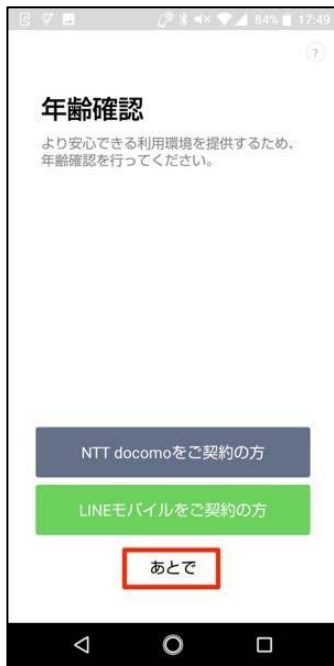 84% 17:49
?
年齢確認
より安心できる利用環境を提供するため、
年齢確認を行ってください。
NTT docomoをご契約の方
LINEモバイルをご契約の方
あとで